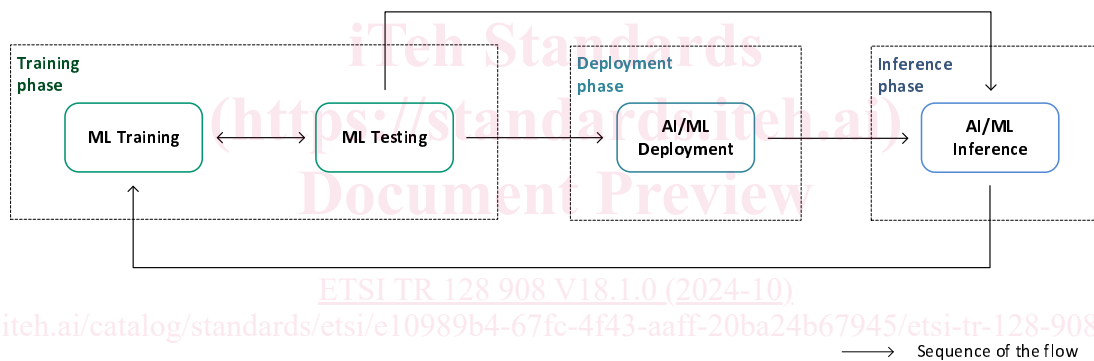 iTeh Standards
(https://standards.iteh.ai)
Document Preview
Training
phase
ML Training
ML Testing
Deployment
phase
AI/ML
Deployment
Inference
phase
AI/ML
Inference
ETSI TR 128 908 V18.1.0 (2024-10)
iteh.ai/catalog/standards/etsi/e10989b4-67fc-4f43-aaff-20ba24b67945/etsi-tr-128-908
Sequence of the flow